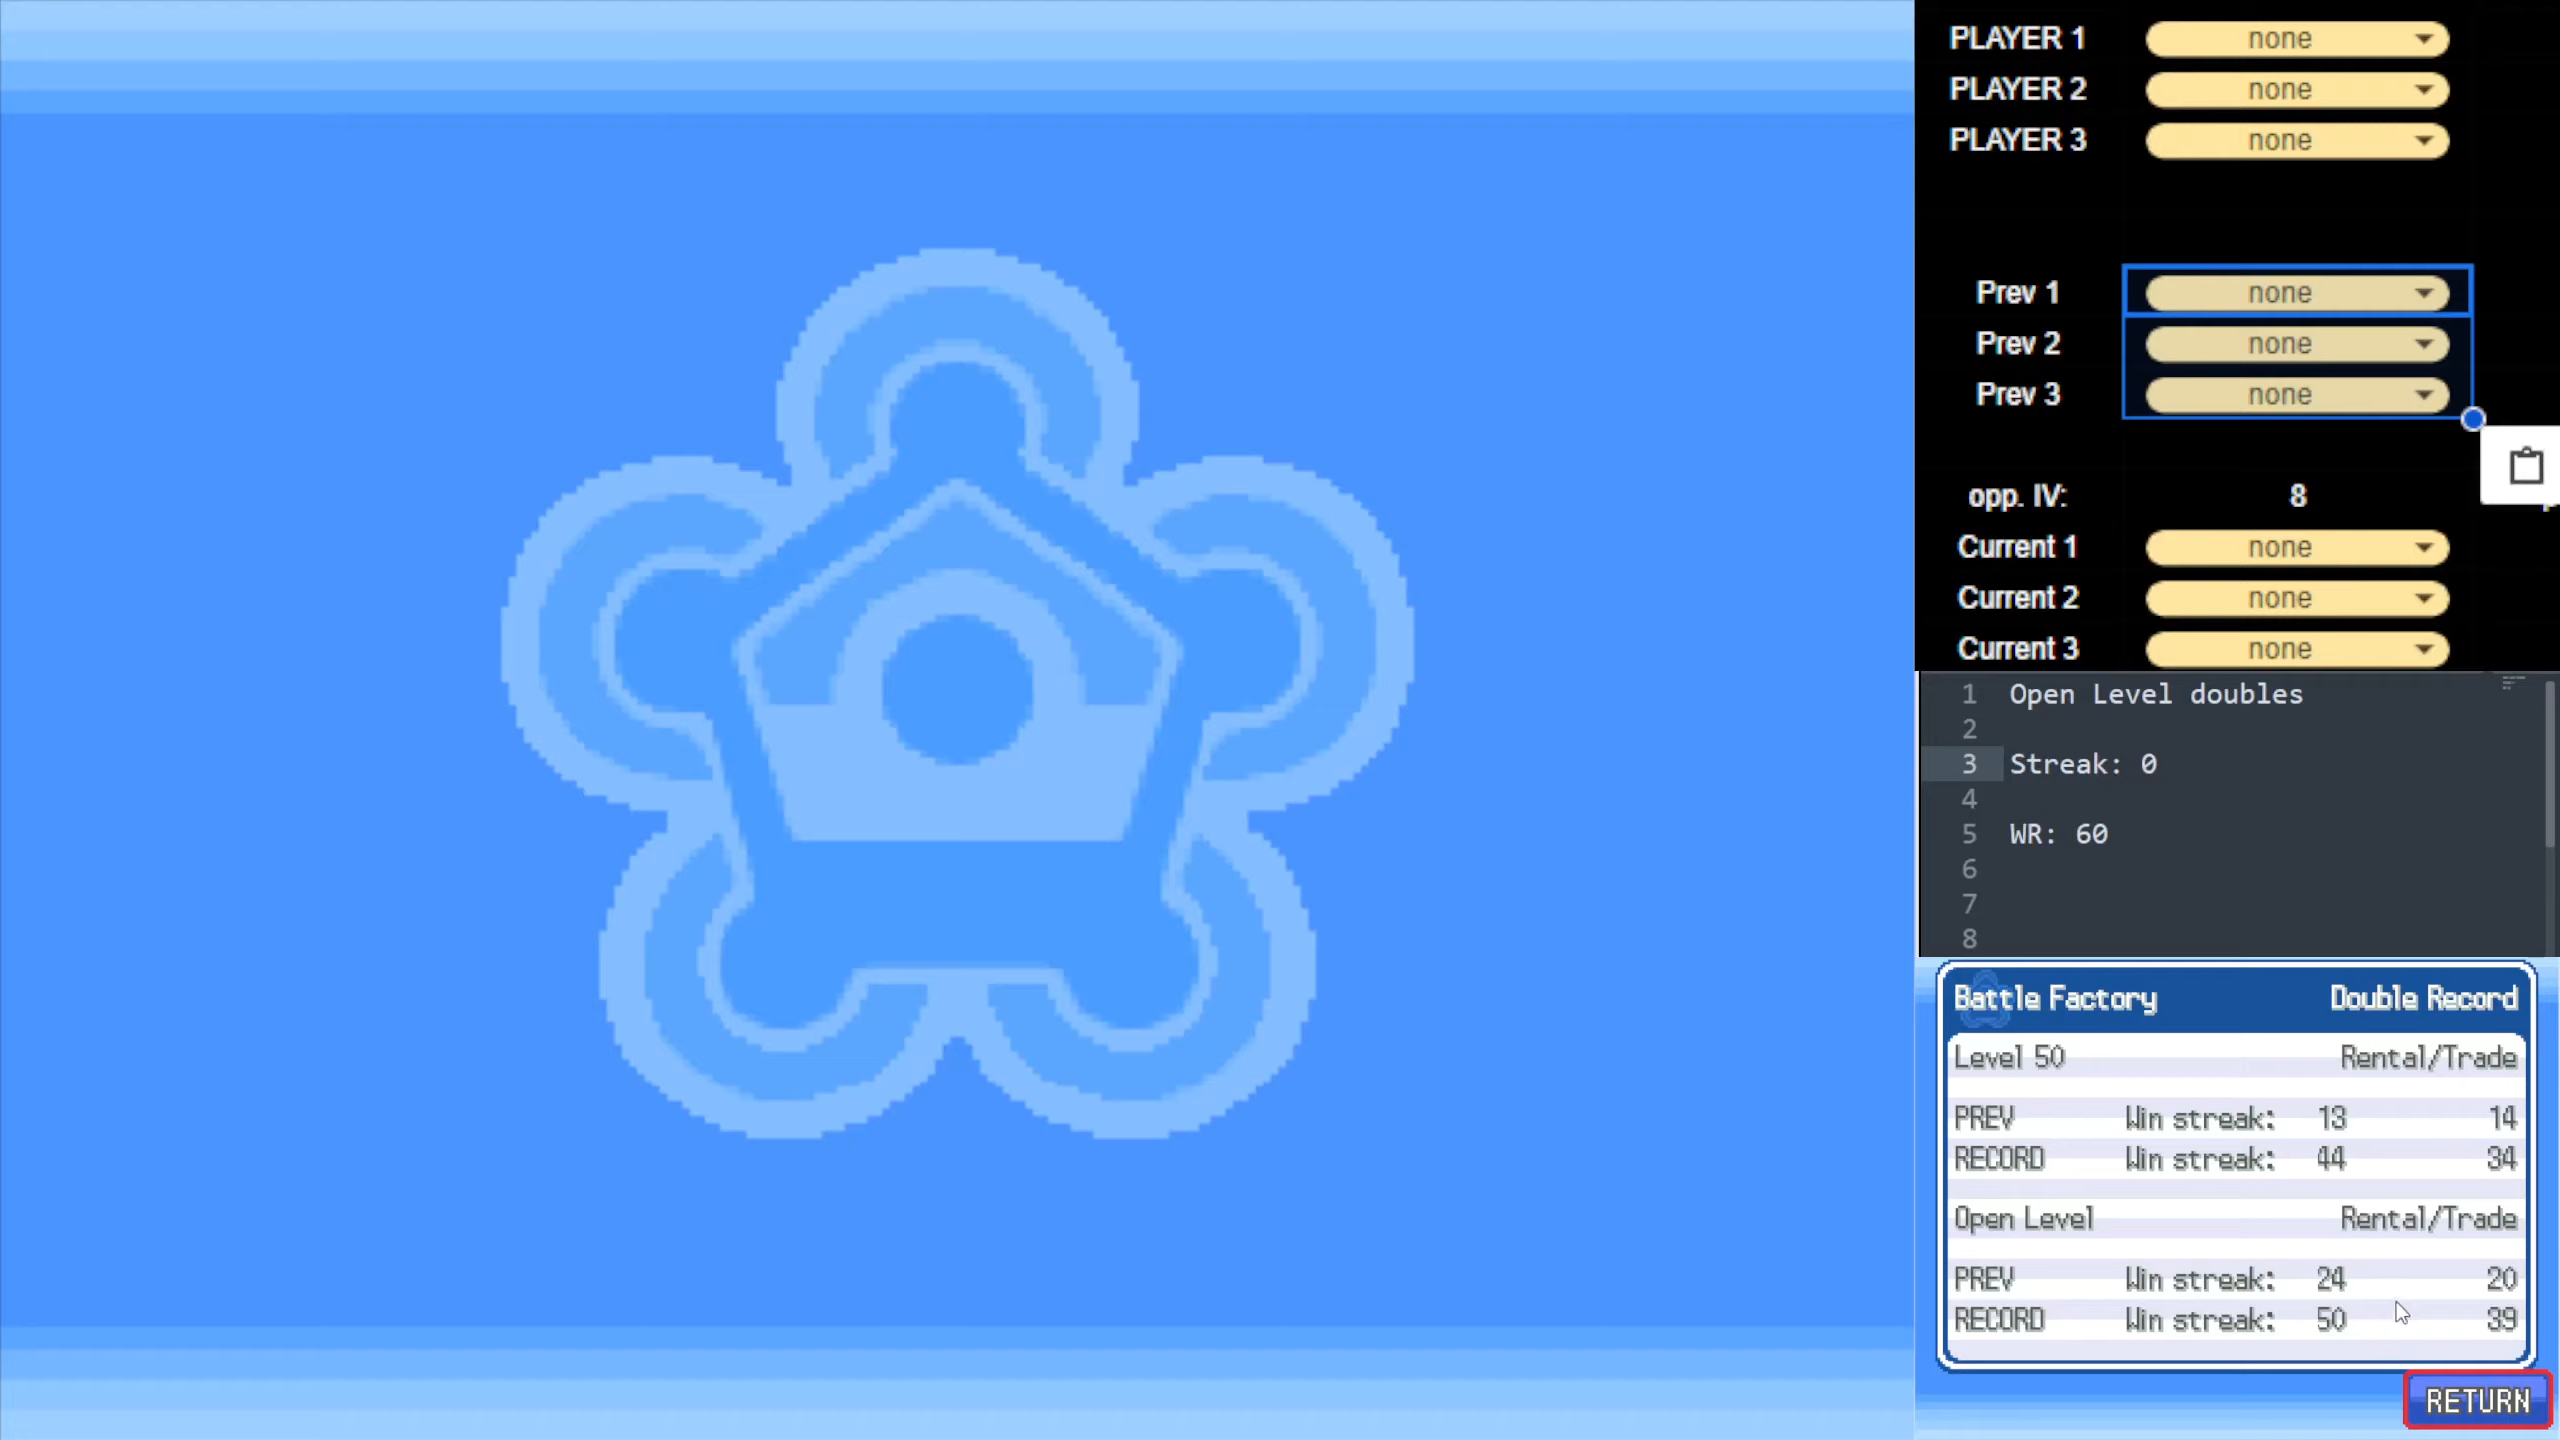 PLAYER 1 none
PLAYER 2 none
PLAYER 3 none
Prev 1 none
Prev 2 none
Prev 3 none
opp. IV: 8
Current 1 none
Current 2 none
Current 3 none
1 Open Level doubles
2
3 Streak: 0
4
5 WR: 60
6
7
8
Battle Factory Double Record
Level 50 Rental/Trade
PREV Win streak: 13 14
RECORD Win streak: 44 34
Open Level Rental/Trade
PREV Win streak: 24 20
RECORD Win streak: 50 39
RETURN